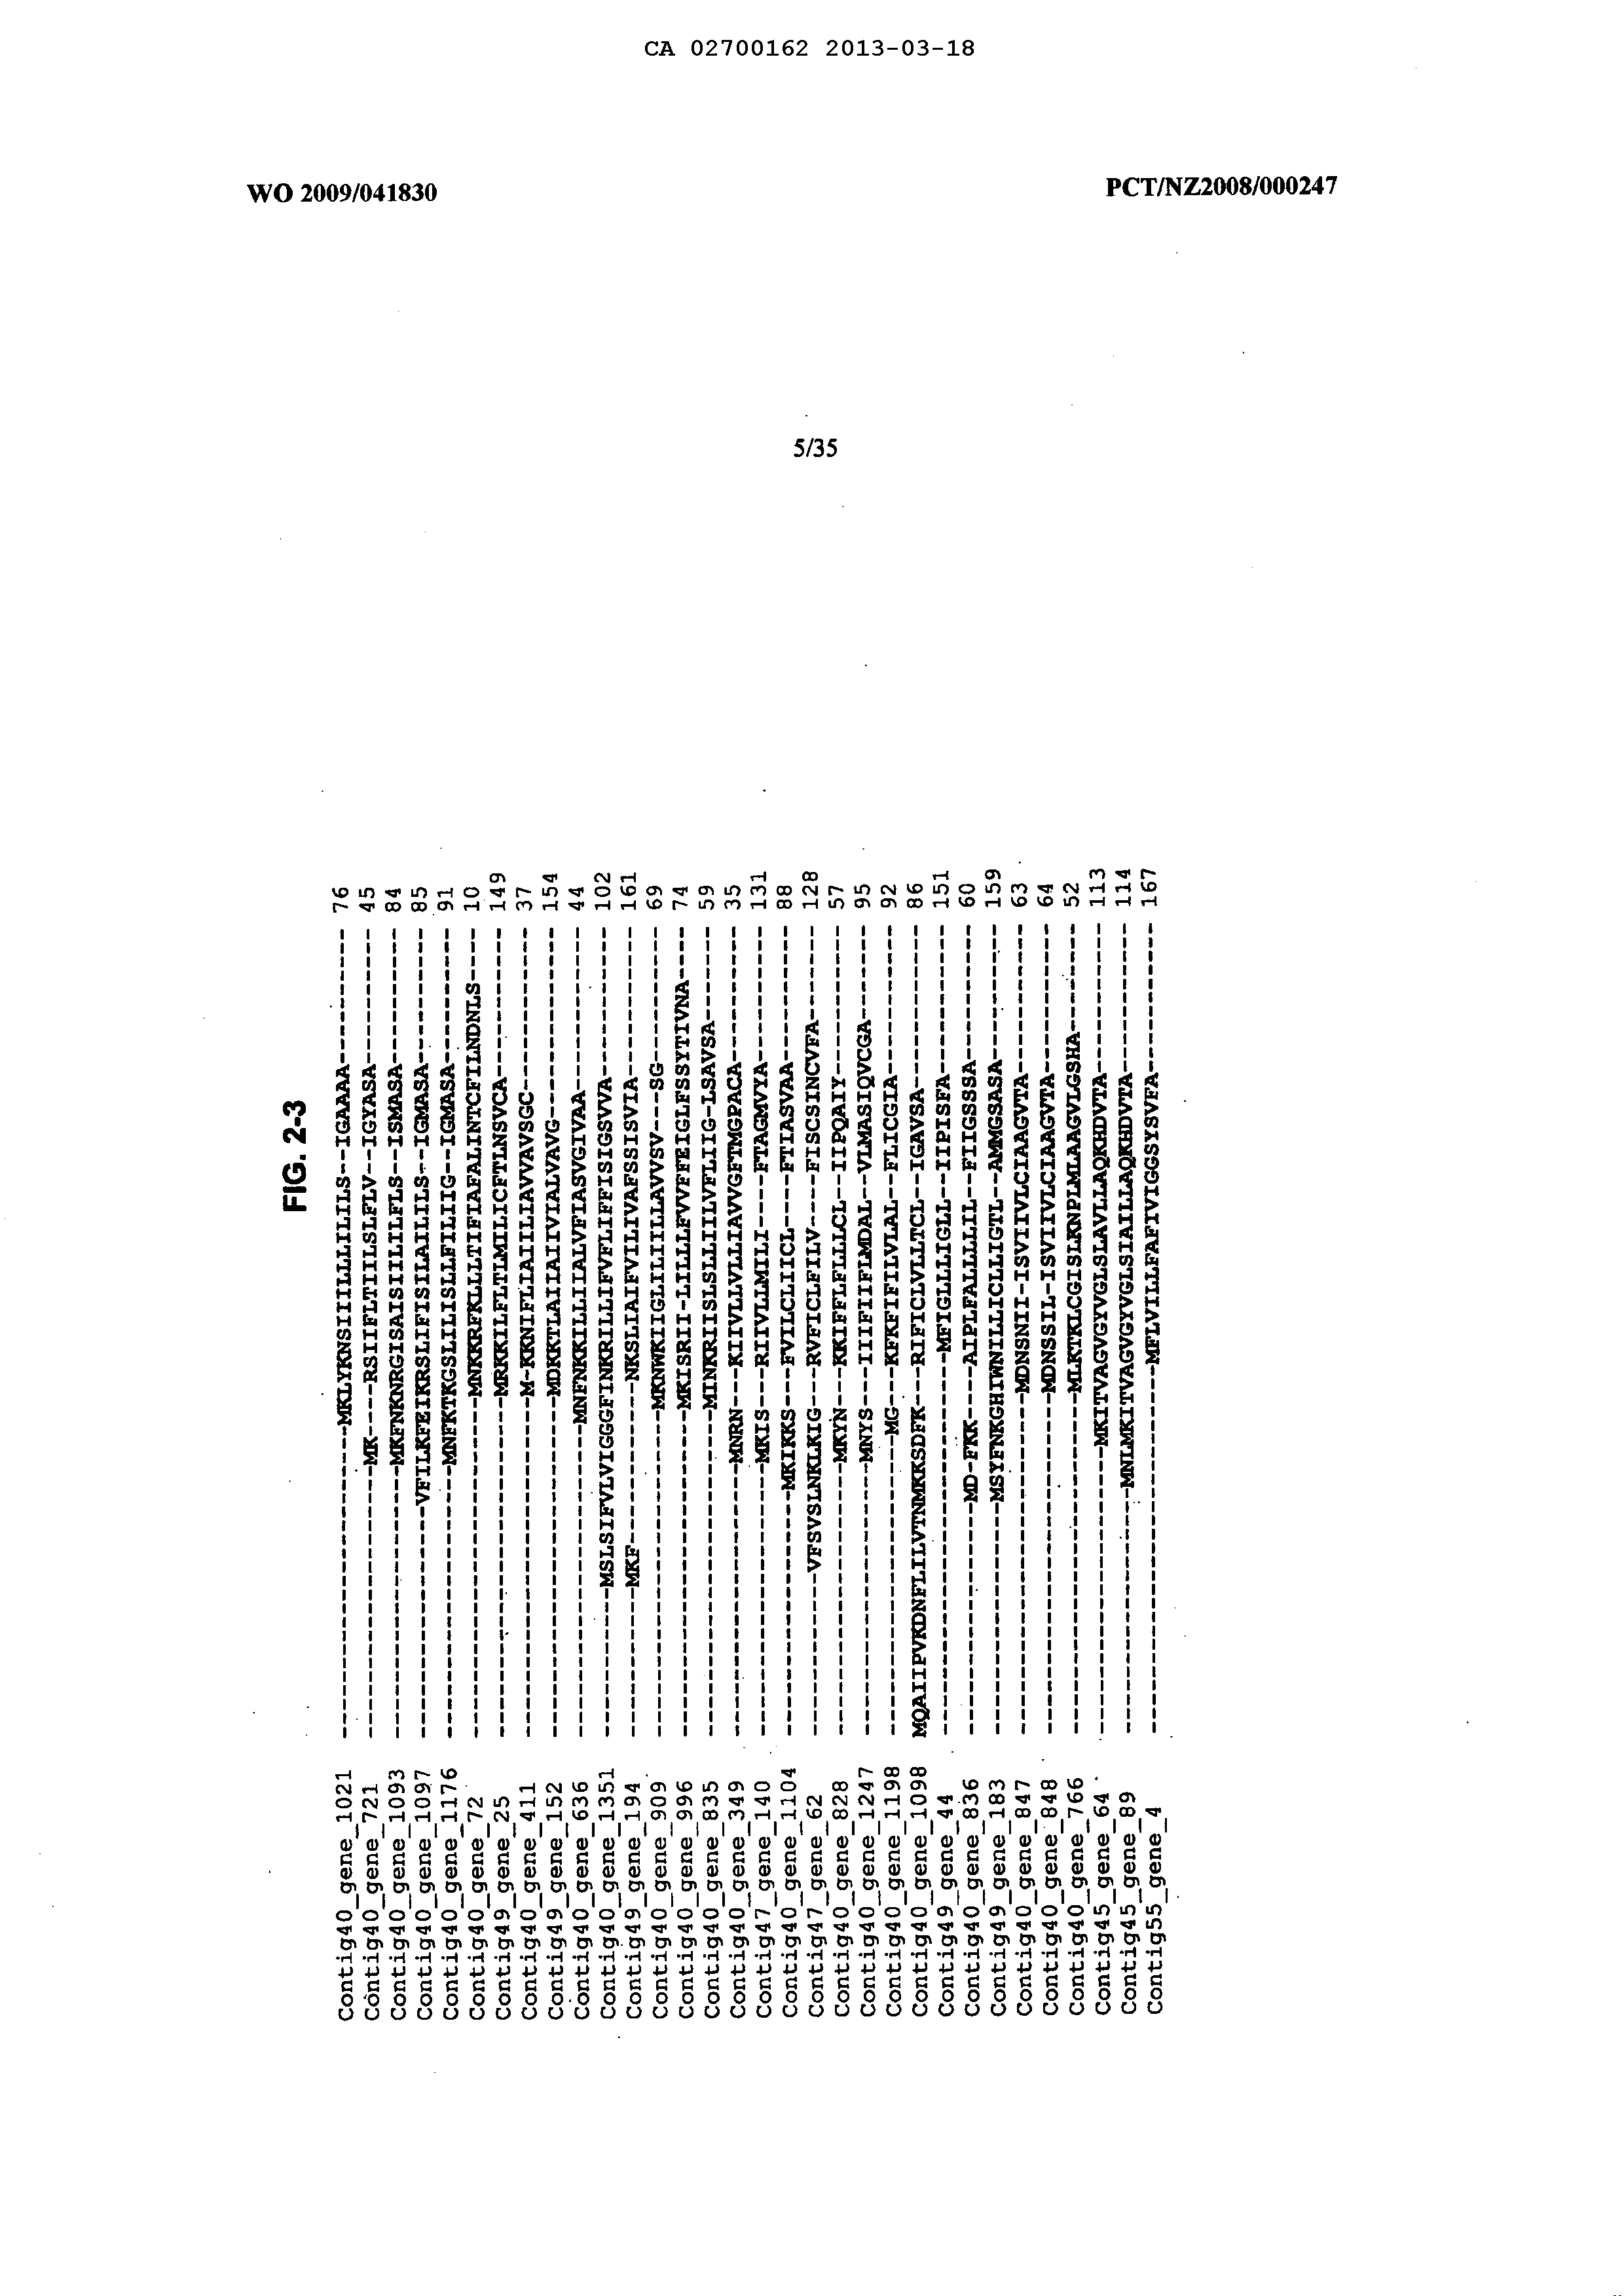 CA 02700162 2013-03-18
WO 2009/041830
PCT/NZ2008/000247
5/35
FIG. 2-3
Contig40_gene_1021 -------------------------------MKLYKNSIIILLLILILS--IGAAAA----------- 76
Contig40_gene_721 ----------------------------MK----RSIIFLTIILSLFLV--IGYASA----------- 45
Contig40_gene_1093 ----------------------------MKFNKNRGISAISIILILFLS--ISMASA----------- 84
Contig40_gene_1097 -------------------------VFILKFEIKRSLIFISILAILILS--IGMASA----------- 85
Contig40_gene_1176 ----------------------------MNFKTKGSLILISLLFILIIG--IGMASA----------- 91
Contig40_gene_72 ---------------------------------MNKKRFKLLLTIFIAFALINTCFILNDNLS----- 10
Contig49_gene_25 ---------------------------------MRKKILFLTLMILICFTLNSVCA------------ 149
Contig40_gene_411 ---------------------------------M-KKNIFLIAIILIAVVAVSGC------------- 37
Contig49_gene_152 ---------------------------------MDKKTLAIIAIIVIALVAVG--------------- 154
Contig40_gene_636 -------------------------------MNFNKKILLIIALVFIASVGIVAA------------- 44
Contig40_gene_1351 ------------------MSLSIFVLVIGGGFINKRILLIFVFLIFFISIGSVVA------------- 102
Contig49_gene_194 ------------------MKF---------------NKSLIAIFVILIVAFSSISVIA------------ 161
Contig40_gene_909 --------------------------------MKNWKIIGLILIILLAVVSV---SG----------- 69
Contig40_gene_996 --------------------------------MKISRII-LILLLFVVFFEIGLFSSYTIVNA----- 74
Contig40_gene_835 --------------------------------MINKRIISLSLLIILVFLIIG-LSAVSA-------- 59
Contig40_gene_349 ----------------------------MNRN---KIIVLLVLLIAVVGFTMGPACA----------- 35
Contig47_gene_140 ----------------------------MKIS---RIIVLLMILI----FTAGMVYA----------- 131
Contig40_gene_1104 --------------------------MKIKKS---FVILCLIICL----FTIASVAA----------- 88
Contig47_gene_62 -------------------VFSVSLNKLKIG---RVFICLFILV----FISCSINCVFA-------- 128
Contig40_gene_828 ----------------------------MKYN---KKIFFLFLLLCL--IIPQAIY------------ 57
Contig40_gene_1247 ----------------------------MNYS---IIIFIIFLMDAL--VLMASIQVCGA-------- 95
Contig40_gene_1198 ------------------------------MG---KFKFIFILVLAL--FLICGIA------------ 92
Contig40_gene_1098 MQAIIPVKDNFLILVTNMKKSDFK---RIFICLVLLTCL--IGAVSA------------- 86
Contig49_gene_44 ------------------------------------MFIGLLLIGLL--IIPISFA------------ 151
Contig40_gene_836 -------------------------MD-FKK----AIPLFALLLLIL--FIIGSSSA----------- 60
Contig49_gene_183 -------------------------MSYFNKGHIWNILLICLLIGTL--AMMGSASA----------- 159
Contig40_gene_847 ---------------------------------MDNSNII-ISVIIVLCIAAGVTA------------ 63
Contig40_gene_848 ---------------------------------MDNSSIL-ISVIIVLCIAAGVTA------------ 64
Contig40_gene_766 ---------------------------------MLKTKLCGISLKNPLMLAAGVLGSHA--------- 52
Contig45_gene_64 -----------------------------MKITVAGVGYVGLSLAVLLAQKHDVTA------------ 113
Contig45_gene_89 --------------------------MNLMKITVAGVGYVGLSIAILLAQKHDVTA------------ 114
Contig55_gene_4 -----------------------------------MFLVILLFAFIVIGGSYSVFA------------ 167